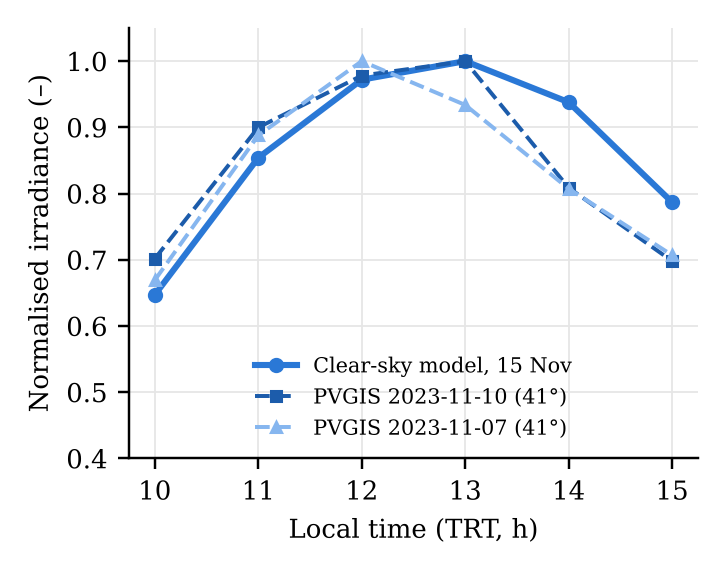 Normalised irradiance (–)
1.0
0.9
0.8
0.7
0.6
0.5
0.4
Clear-sky model, 15 Nov
PVGIS 2023-11-10 (41°)
PVGIS 2023-11-07 (41°)
10 11 12 13 14 15
Local time (TRT, h)